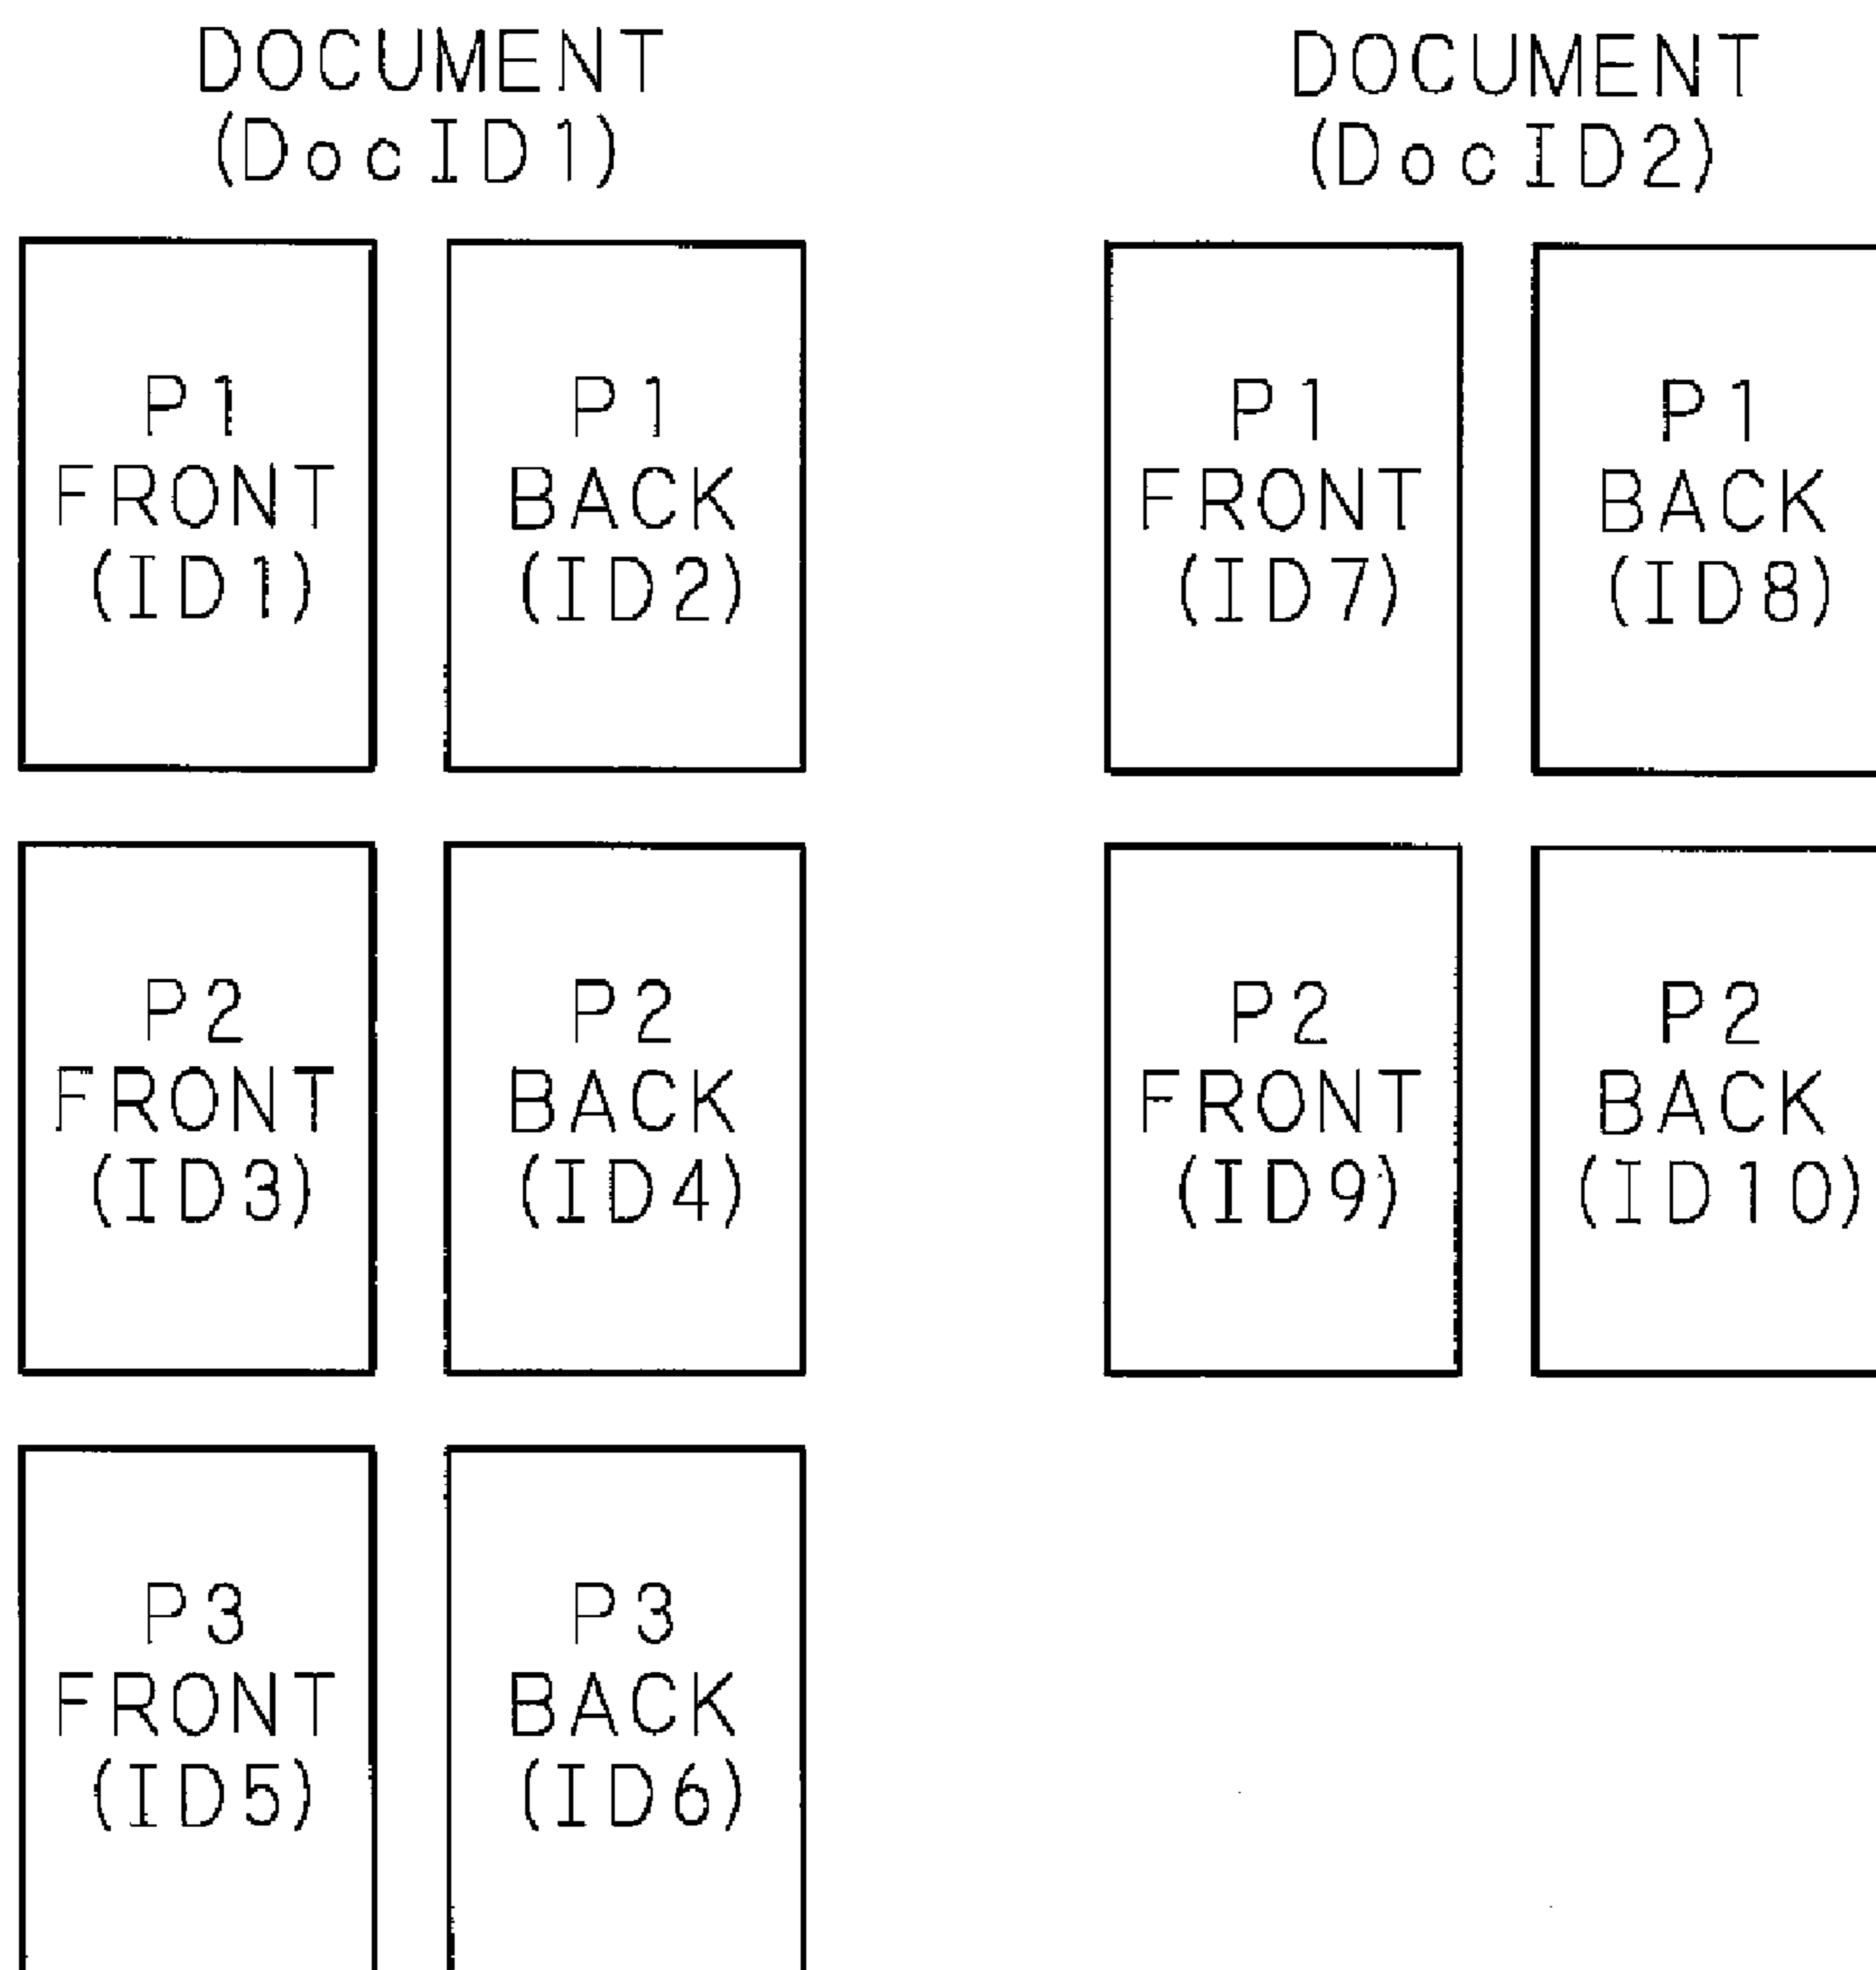 DOCUMENT
(DocID1)
P1
FRONT
(ID1)
P1
BACK
(ID2)
P2
FRONT
(ID3)
P2
BACK
(ID4)
P3
FRONT
(ID5)
P3
BACK
(ID6)
DOCUMENT
(DocID2)
P1
FRONT
(ID7)
P1
BACK
(ID8)
P2
FRONT
(ID9)
P2
BACK
(ID10)